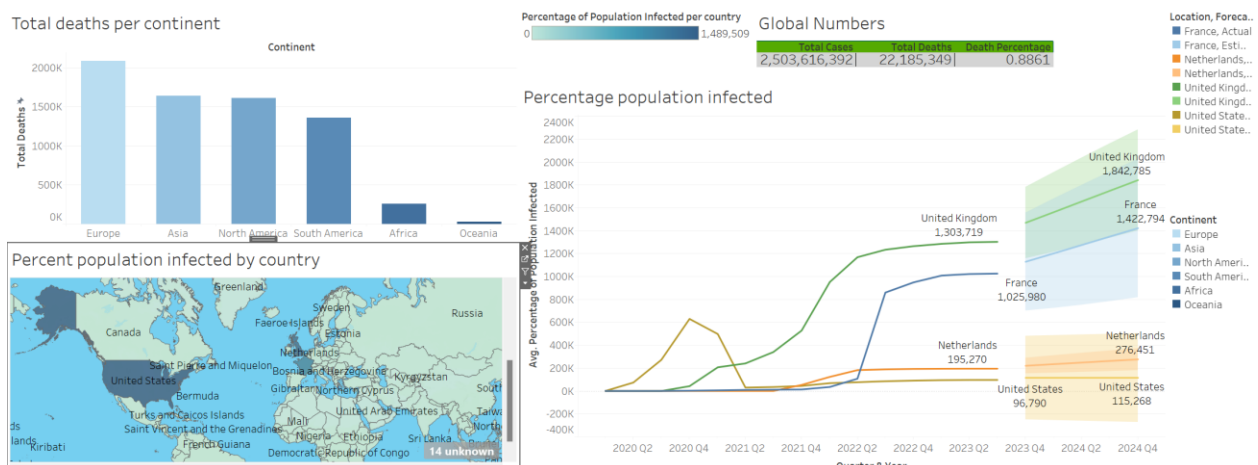 Total deaths per continent
Continent
Total Deaths
2000K
1500K
1000K
500K
0K
Europe
Asia
North America
South America
Africa
Oceania
Percentage of Population Infected per country
0
1,489,509
Global Numbers
Total Cases Total Deaths Death Percentage
2,503,616,392 22,185,349 0.8861
Percent population infected by country
Greenland
Sweden
Russia
Faeroe Islands
Canada
Estonia
Netherlands
Saint Pierre and Miquelon
Bosnia and Herzegovina
United States
Kyrgyzstan
Gibraltar
Northern Cyprus
South
Bermuda
Turks and Caicos Islands
United Arab Emirates
Taiwa
Mali
Saint Vincent and the Grenadines
Nigeria
Ethiopia
Sri Lanka
North
Kiribati
French Guiana
Democratic Republic of Congo
lands
14 unknown
Percentage population infected
Avg. Percentage of Population Infected
2400K
2200K
2000K
1800K
1600K
1400K
1200K
1000K
800K
600K
400K
200K
0K
-200K
-400K
United Kingdom
1,842,785
France
1,422,794
United Kingdom
1,303,719
France
1,025,980
Netherlands
195,270
Netherlands
276,451
United States
96,790
United States
115,268
2020 Q2
2020 Q4
2021 Q2
2021 Q4
2022 Q2
2022 Q4
2023 Q2
2023 Q4
2024 Q2
2024 Q4
Quarter & Year
Location, Foreca..
France, Actual
France, Esti..
Netherlands,..
Netherlands,..
United Kingd..
United Kingd..
United State..
United State..
Continent
Europe
Asia
North Ameri..
South Ameri..
Africa
Oceania